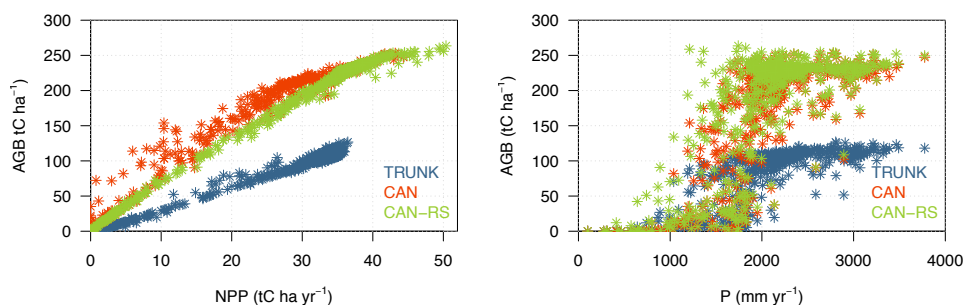 300
250
200
150
100
50
0
AGB tC ha⁻¹)
TRUNK
CAN
CAN−RS
0 10 20 30 40 50
NPP (tC ha yr⁻¹)
300
250
200
150
100
50
0
AGB (tC ha⁻¹)
TRUNK
CAN
CAN−RS
0 1000 2000 3000 4000
P (mm yr⁻¹)